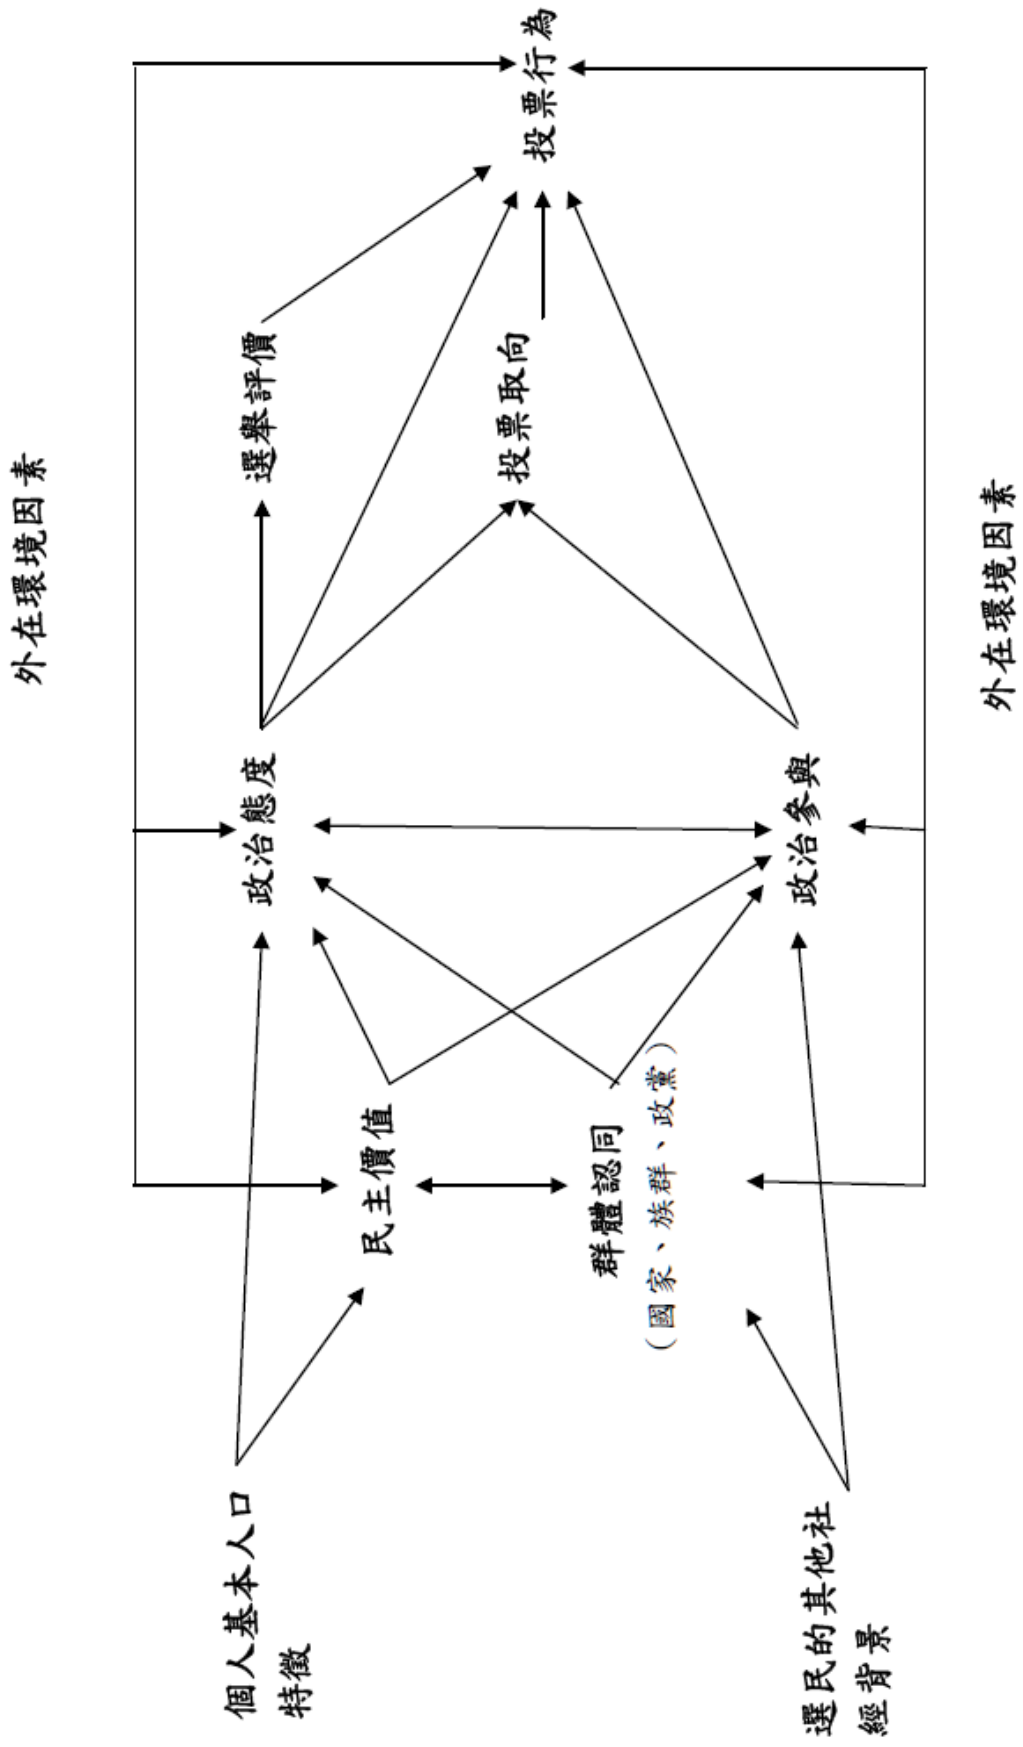 外在環境因素
個人基本人口
特徵
民主價值
政治態度
選舉評價
群體認同
（國家、族群、政黨）
投票取向
投票行為
選民的其他社
經背景
政治參與
外在環境因素